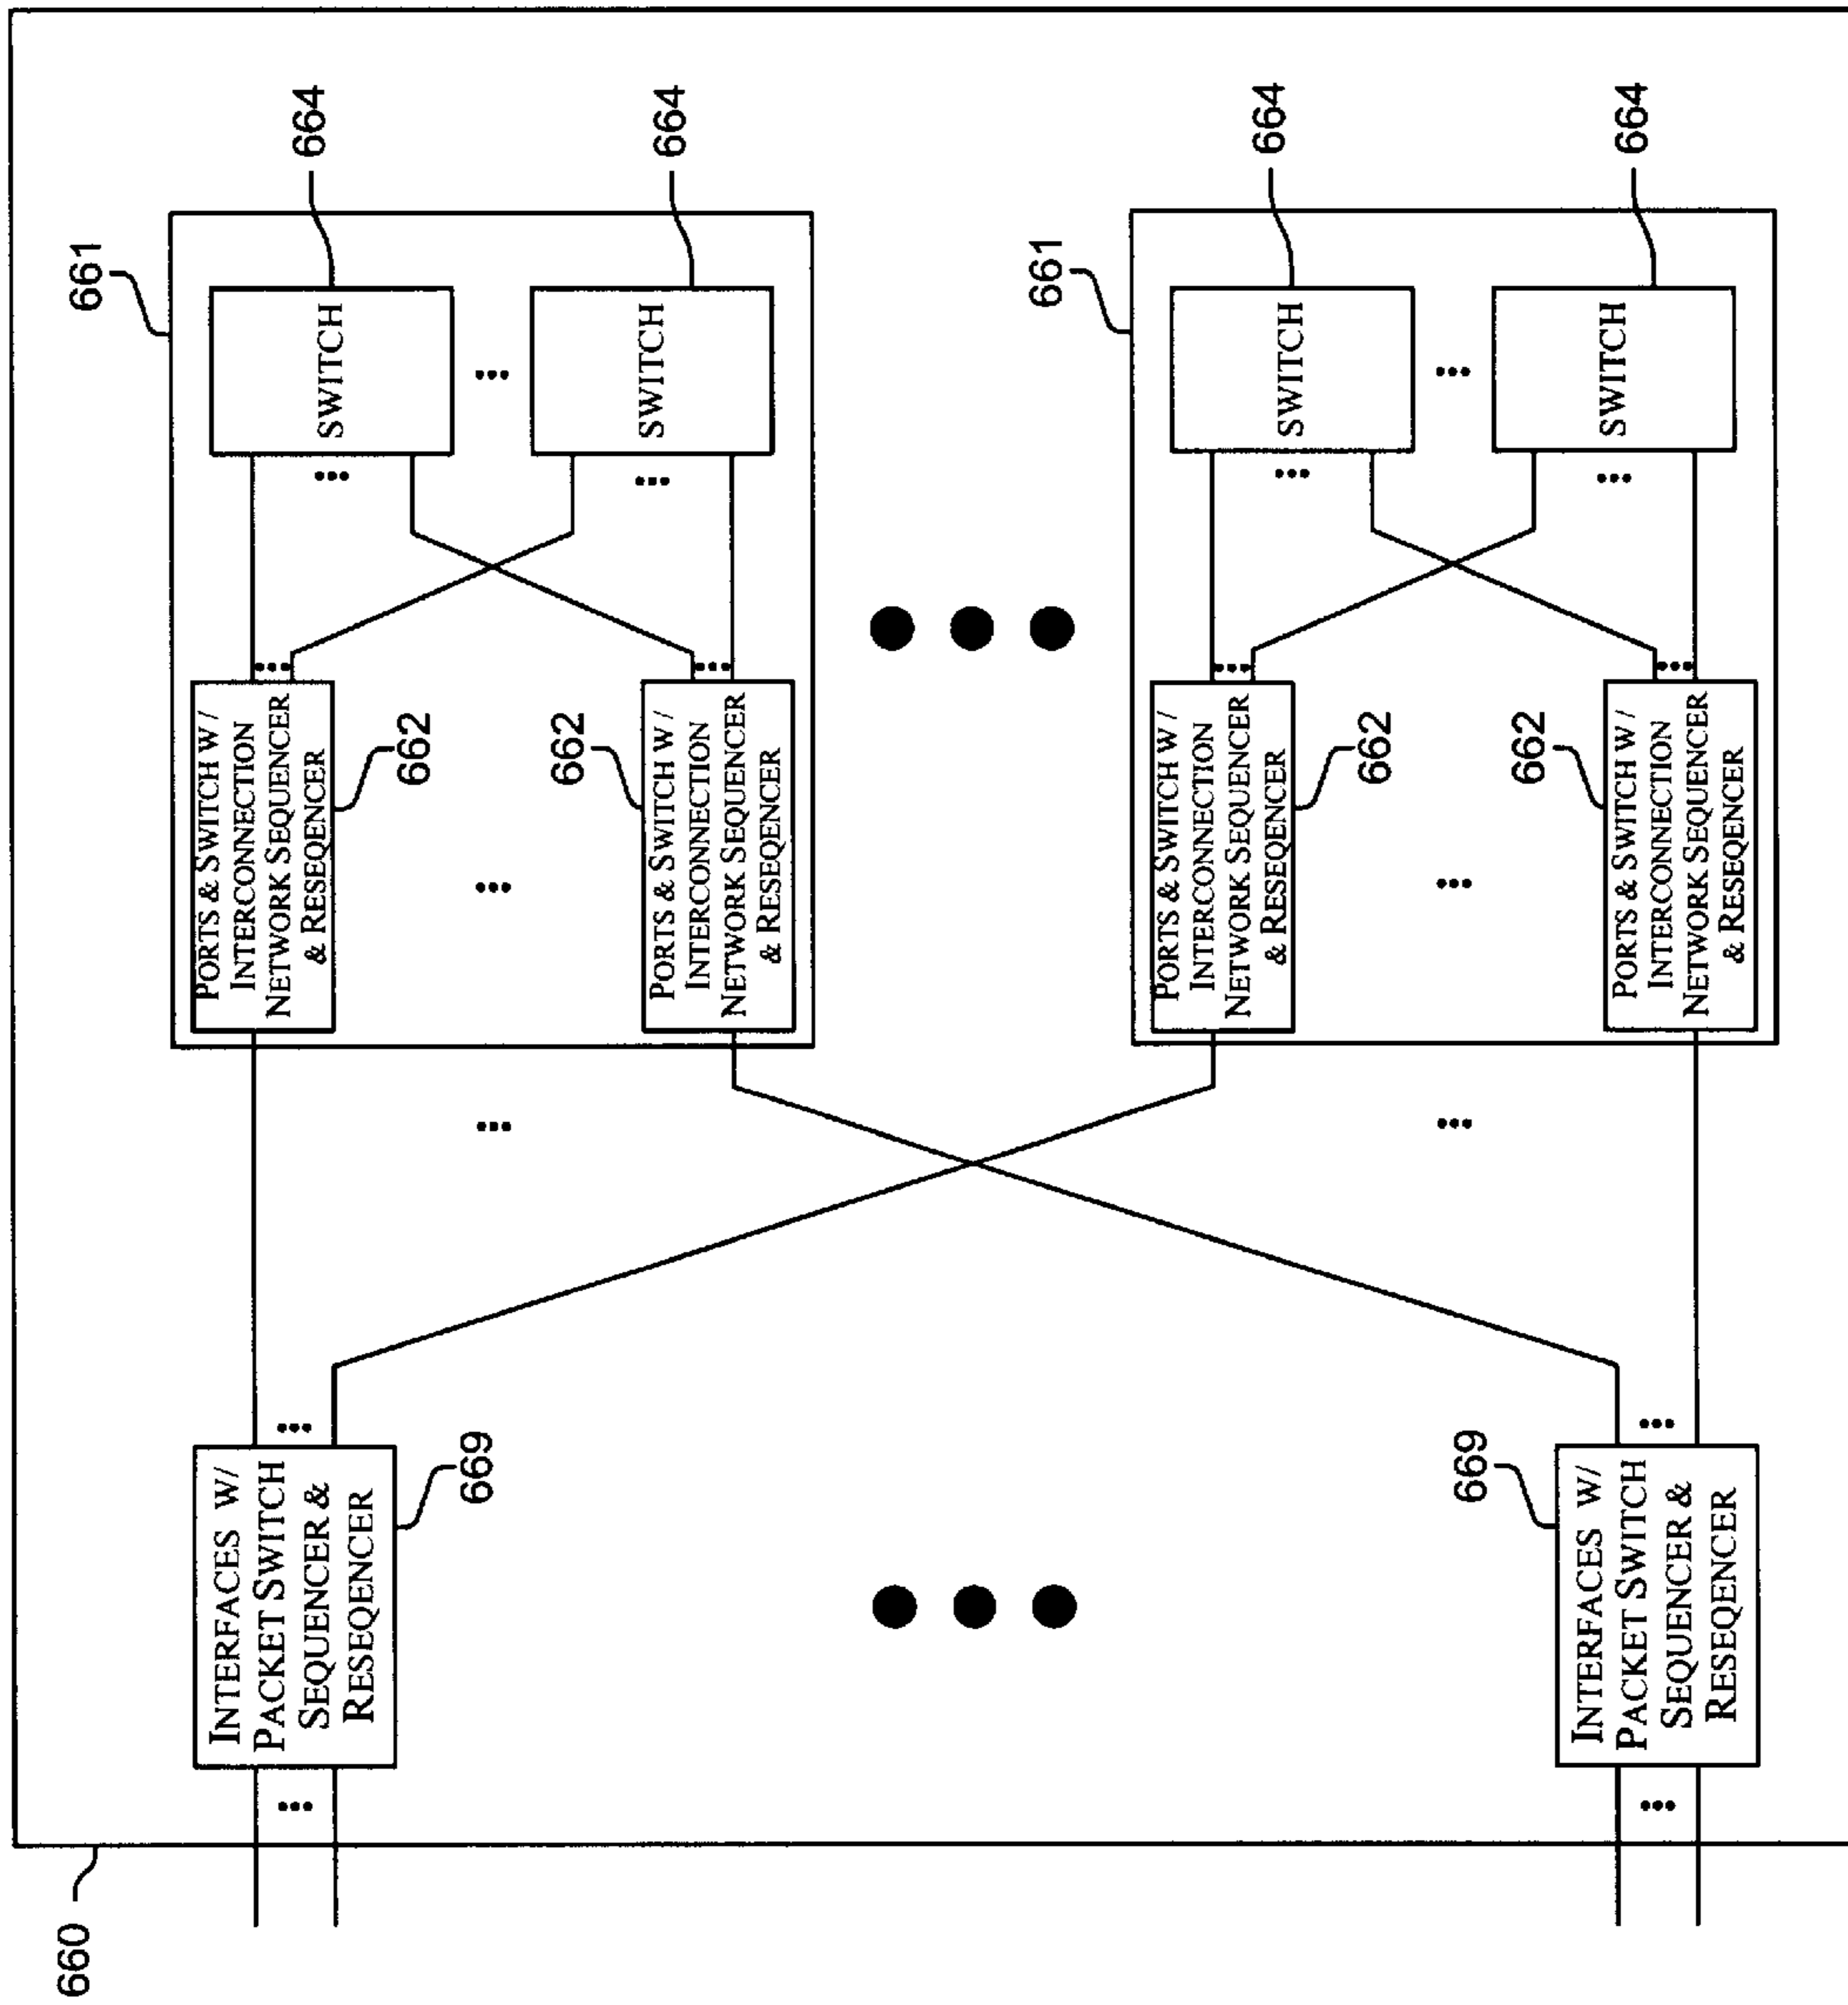 660
661
INTERFACES W/
PACKET SWITCH
SEQUENCER &
RESEQENCER
669
PORTS & SWITCH W/
INTERCONNECTION
NETWORK SEQUENCER
& RESEQENCER
662
SWITCH
664
662
PORTS & SWITCH W/
INTERCONNECTION
NETWORK SEQUENCER
& RESEQENCER
SWITCH
664
661
PORTS & SWITCH W/
INTERCONNECTION
NETWORK SEQUENCER
& RESEQENCER
662
SWITCH
664
669
INTERFACES W/
PACKET SWITCH
SEQUENCER &
RESEQENCER
662
PORTS & SWITCH W/
INTERCONNECTION
NETWORK SEQUENCER
& RESEQENCER
SWITCH
664